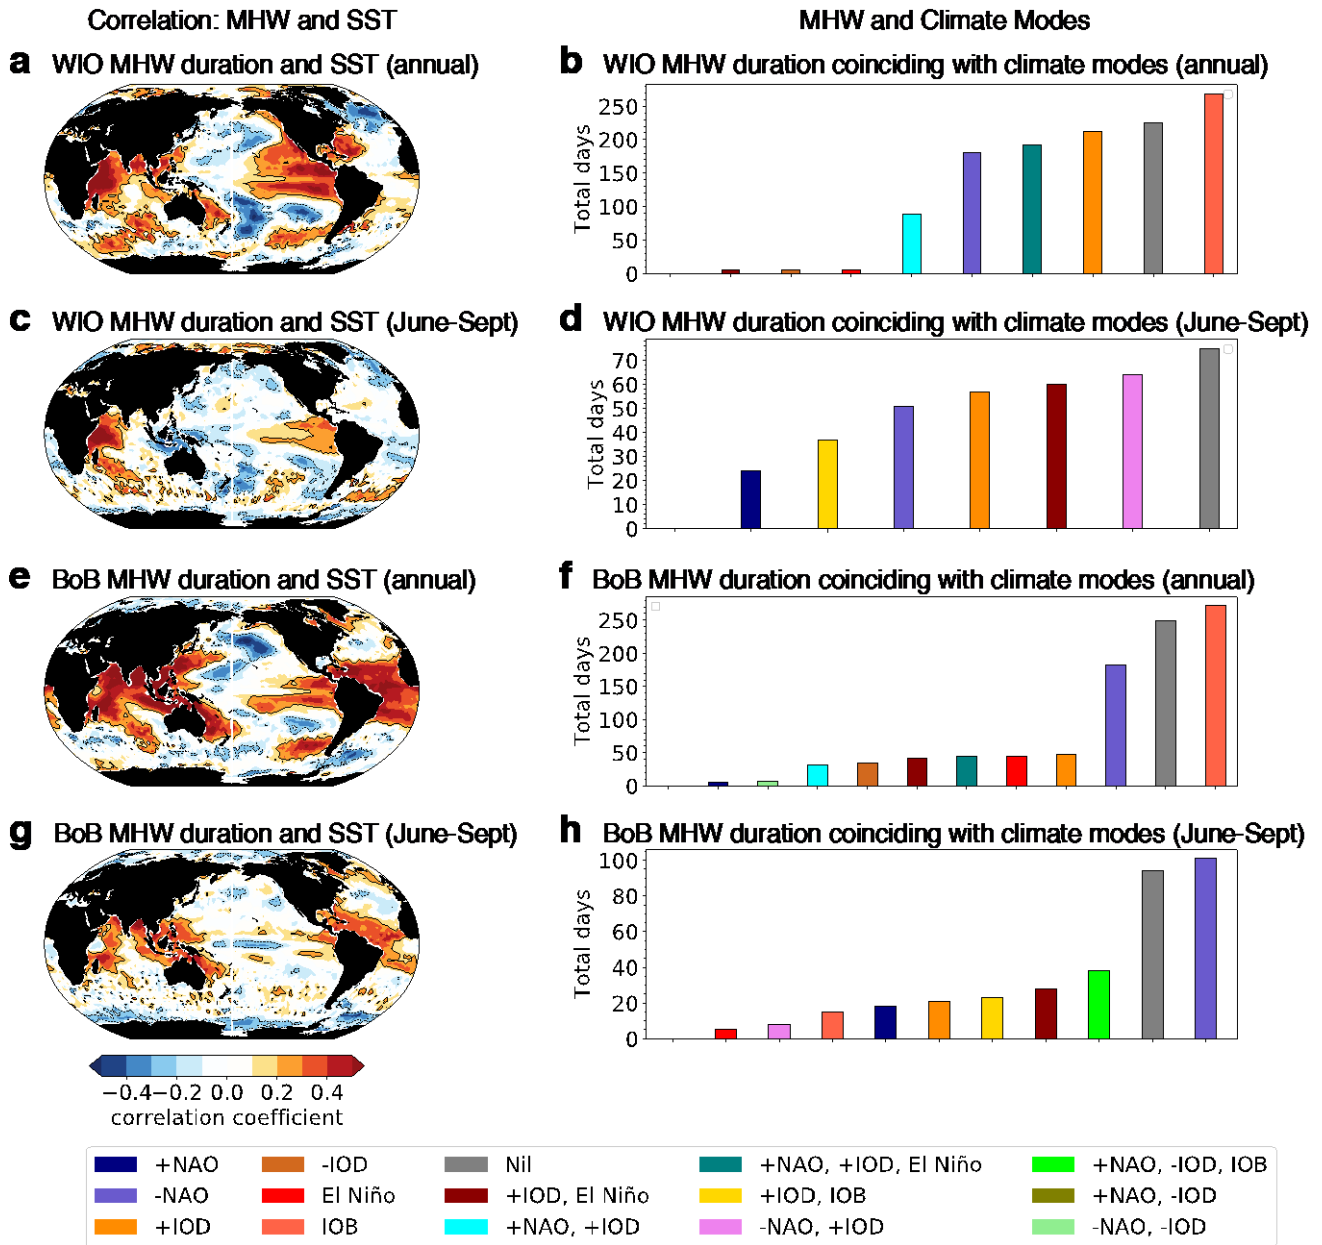 Correlation: MHW and SST
MHW and Climate Modes
a WIO MHW duration and SST (annual)
b WIO MHW duration coinciding with climate modes (annual)
Total days
250
200
150
100
50
0
c WIO MHW duration and SST (June-Sept)
d WIO MHW duration coinciding with climate modes (June-Sept)
Total days
70
60
50
40
30
20
10
0
e BoB MHW duration and SST (annual)
f BoB MHW duration coinciding with climate modes (annual)
Total days
250
200
150
100
50
0
g BoB MHW duration and SST (June-Sept)
h BoB MHW duration coinciding with climate modes (June-Sept)
Total days
100
80
60
40
20
0
−0.4 −0.2 0.0 0.2 0.4
correlation coefficient
+NAO -IOD Nil +NAO, +IOD, El Niño +NAO, -IOD, IOB
-NAO El Niño +IOD, El Niño +IOD, IOB +NAO, -IOD
+IOD IOB +NAO, +IOD -NAO, +IOD -NAO, -IOD